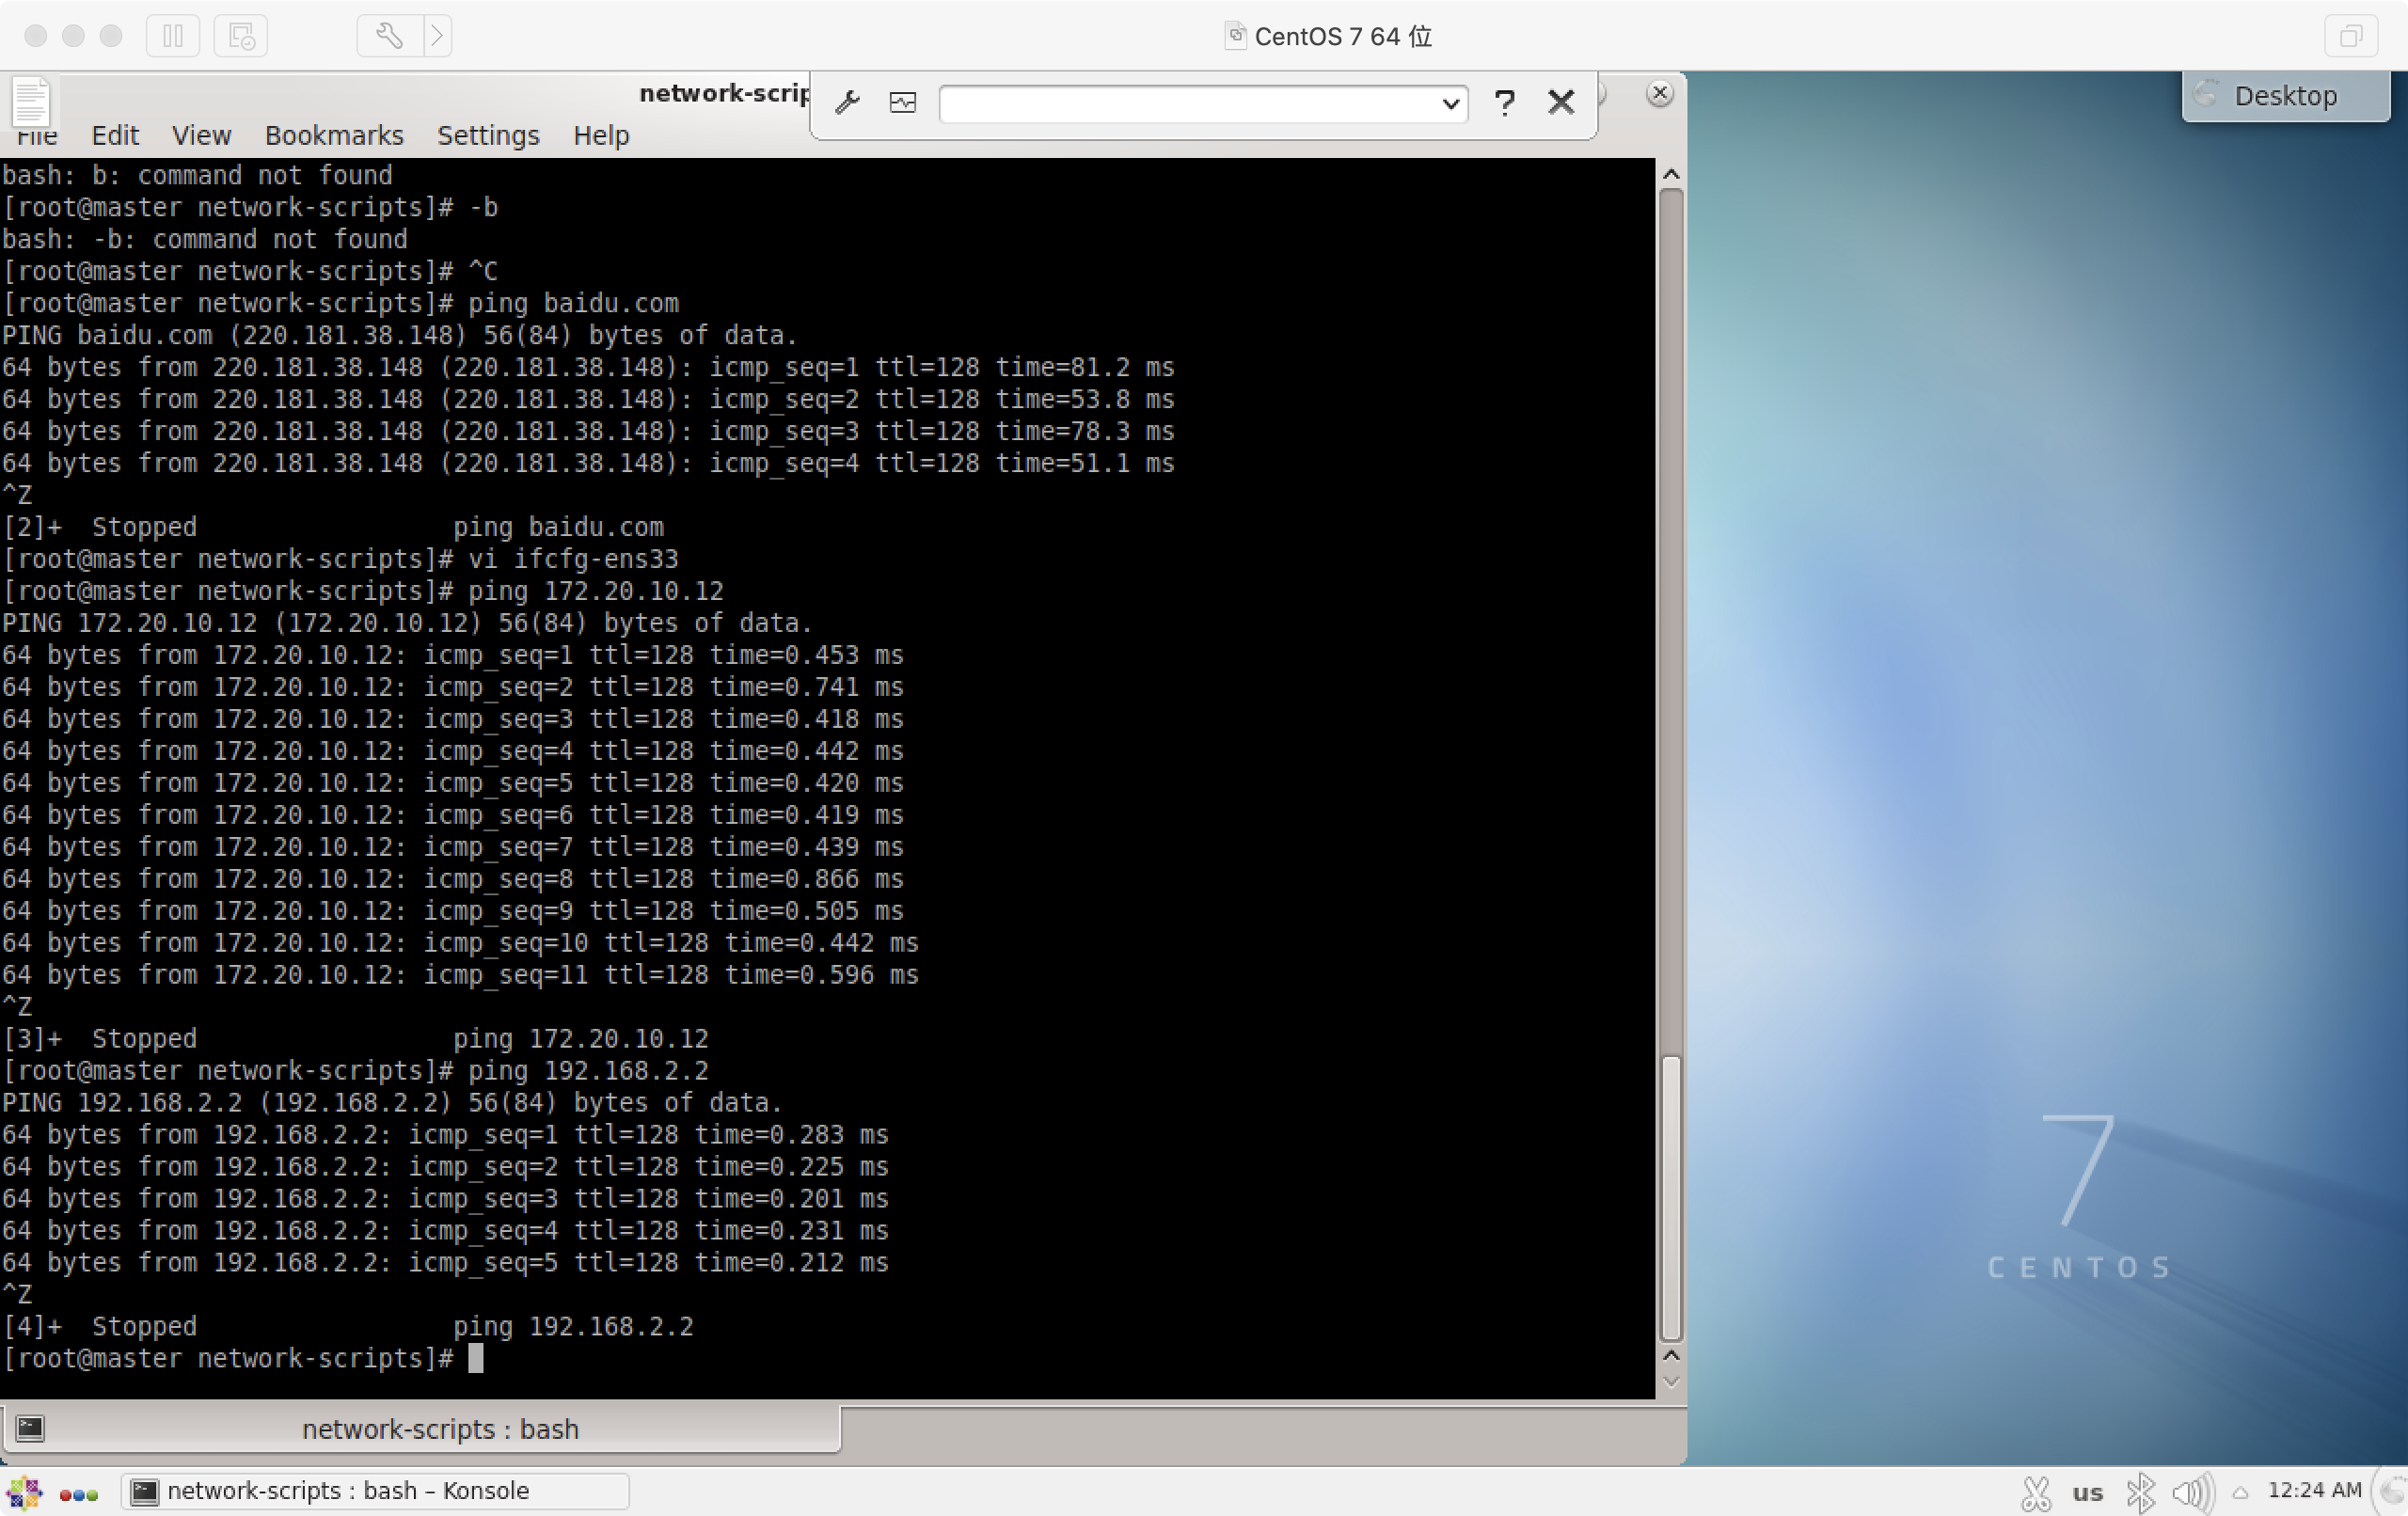 CentOS 7 64 位
network-scrip
Desktop
File Edit View Bookmarks Settings Help
bash: b: command not found
[root@master network-scripts]# -b
bash: -b: command not found
[root@master network-scripts]# ^C
[root@master network-scripts]# ping baidu.com
PING baidu.com (220.181.38.148) 56(84) bytes of data.
64 bytes from 220.181.38.148 (220.181.38.148): icmp_seq=1 ttl=128 time=81.2 ms
64 bytes from 220.181.38.148 (220.181.38.148): icmp_seq=2 ttl=128 time=53.8 ms
64 bytes from 220.181.38.148 (220.181.38.148): icmp_seq=3 ttl=128 time=78.3 ms
64 bytes from 220.181.38.148 (220.181.38.148): icmp_seq=4 ttl=128 time=51.1 ms
^Z
[2]+  Stopped                 ping baidu.com
[root@master network-scripts]# vi ifcfg-ens33
[root@master network-scripts]# ping 172.20.10.12
PING 172.20.10.12 (172.20.10.12) 56(84) bytes of data.
64 bytes from 172.20.10.12: icmp_seq=1 ttl=128 time=0.453 ms
64 bytes from 172.20.10.12: icmp_seq=2 ttl=128 time=0.741 ms
64 bytes from 172.20.10.12: icmp_seq=3 ttl=128 time=0.418 ms
64 bytes from 172.20.10.12: icmp_seq=4 ttl=128 time=0.442 ms
64 bytes from 172.20.10.12: icmp_seq=5 ttl=128 time=0.420 ms
64 bytes from 172.20.10.12: icmp_seq=6 ttl=128 time=0.419 ms
64 bytes from 172.20.10.12: icmp_seq=7 ttl=128 time=0.439 ms
64 bytes from 172.20.10.12: icmp_seq=8 ttl=128 time=0.866 ms
64 bytes from 172.20.10.12: icmp_seq=9 ttl=128 time=0.505 ms
64 bytes from 172.20.10.12: icmp_seq=10 ttl=128 time=0.442 ms
64 bytes from 172.20.10.12: icmp_seq=11 ttl=128 time=0.596 ms
^Z
[3]+  Stopped                 ping 172.20.10.12
[root@master network-scripts]# ping 192.168.2.2
PING 192.168.2.2 (192.168.2.2) 56(84) bytes of data.
64 bytes from 192.168.2.2: icmp_seq=1 ttl=128 time=0.283 ms
64 bytes from 192.168.2.2: icmp_seq=2 ttl=128 time=0.225 ms
64 bytes from 192.168.2.2: icmp_seq=3 ttl=128 time=0.201 ms
64 bytes from 192.168.2.2: icmp_seq=4 ttl=128 time=0.231 ms
64 bytes from 192.168.2.2: icmp_seq=5 ttl=128 time=0.212 ms
^Z
[4]+  Stopped                 ping 192.168.2.2
[root@master network-scripts]#
7
CENTOS
network-scripts : bash
network-scripts : bash – Konsole
us
12:24 AM